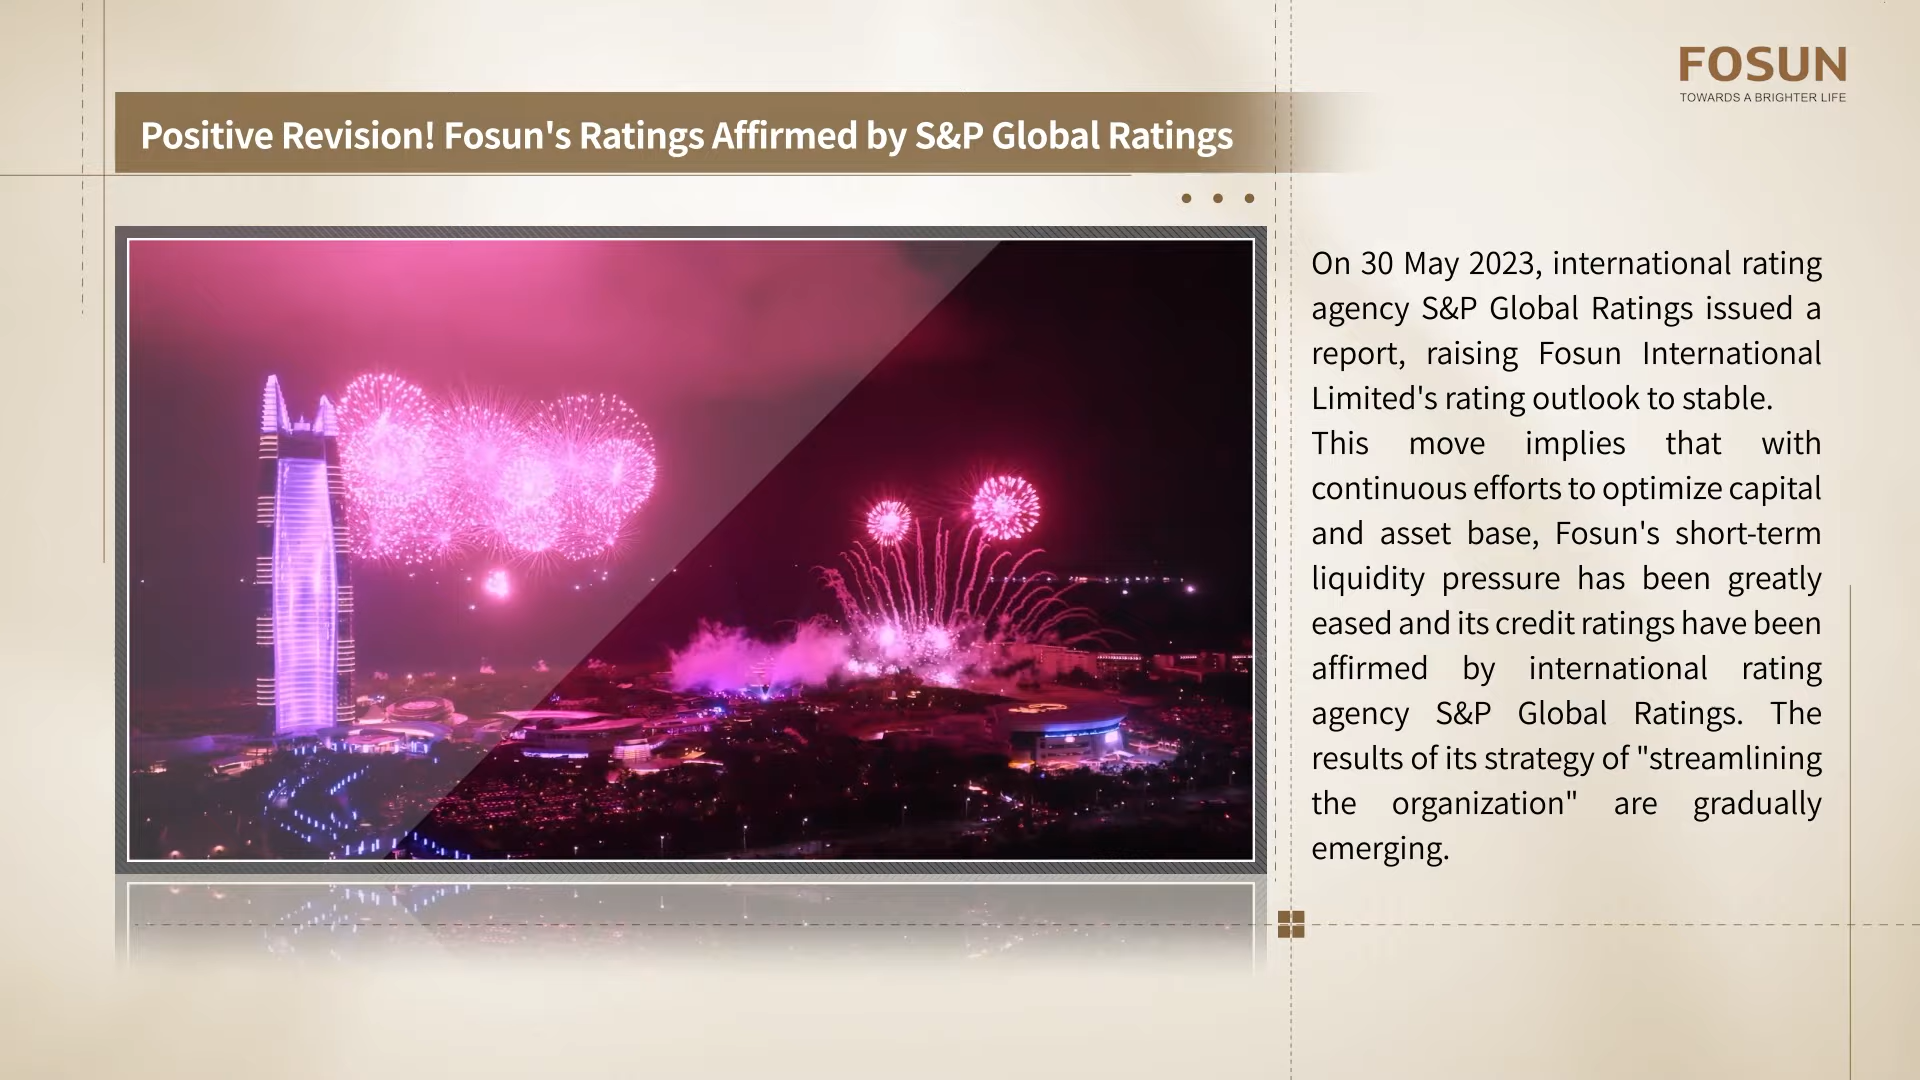 FOSUN
TOWARDS A BRIGHTER LIFE
Positive Revision! Fosun's Ratings Affirmed by S&P Global Ratings
On 30 May 2023, international rating
agency S&P Global Ratings issued a
report, raising Fosun International
Limited's rating outlook to stable.
This move implies that with
continuous efforts to optimize capital
and asset base, Fosun's short-term
liquidity pressure has been greatly
eased and its credit ratings have been
affirmed by international rating
agency S&P Global Ratings. The
results of its strategy of "streamlining
the organization" are gradually
emerging.